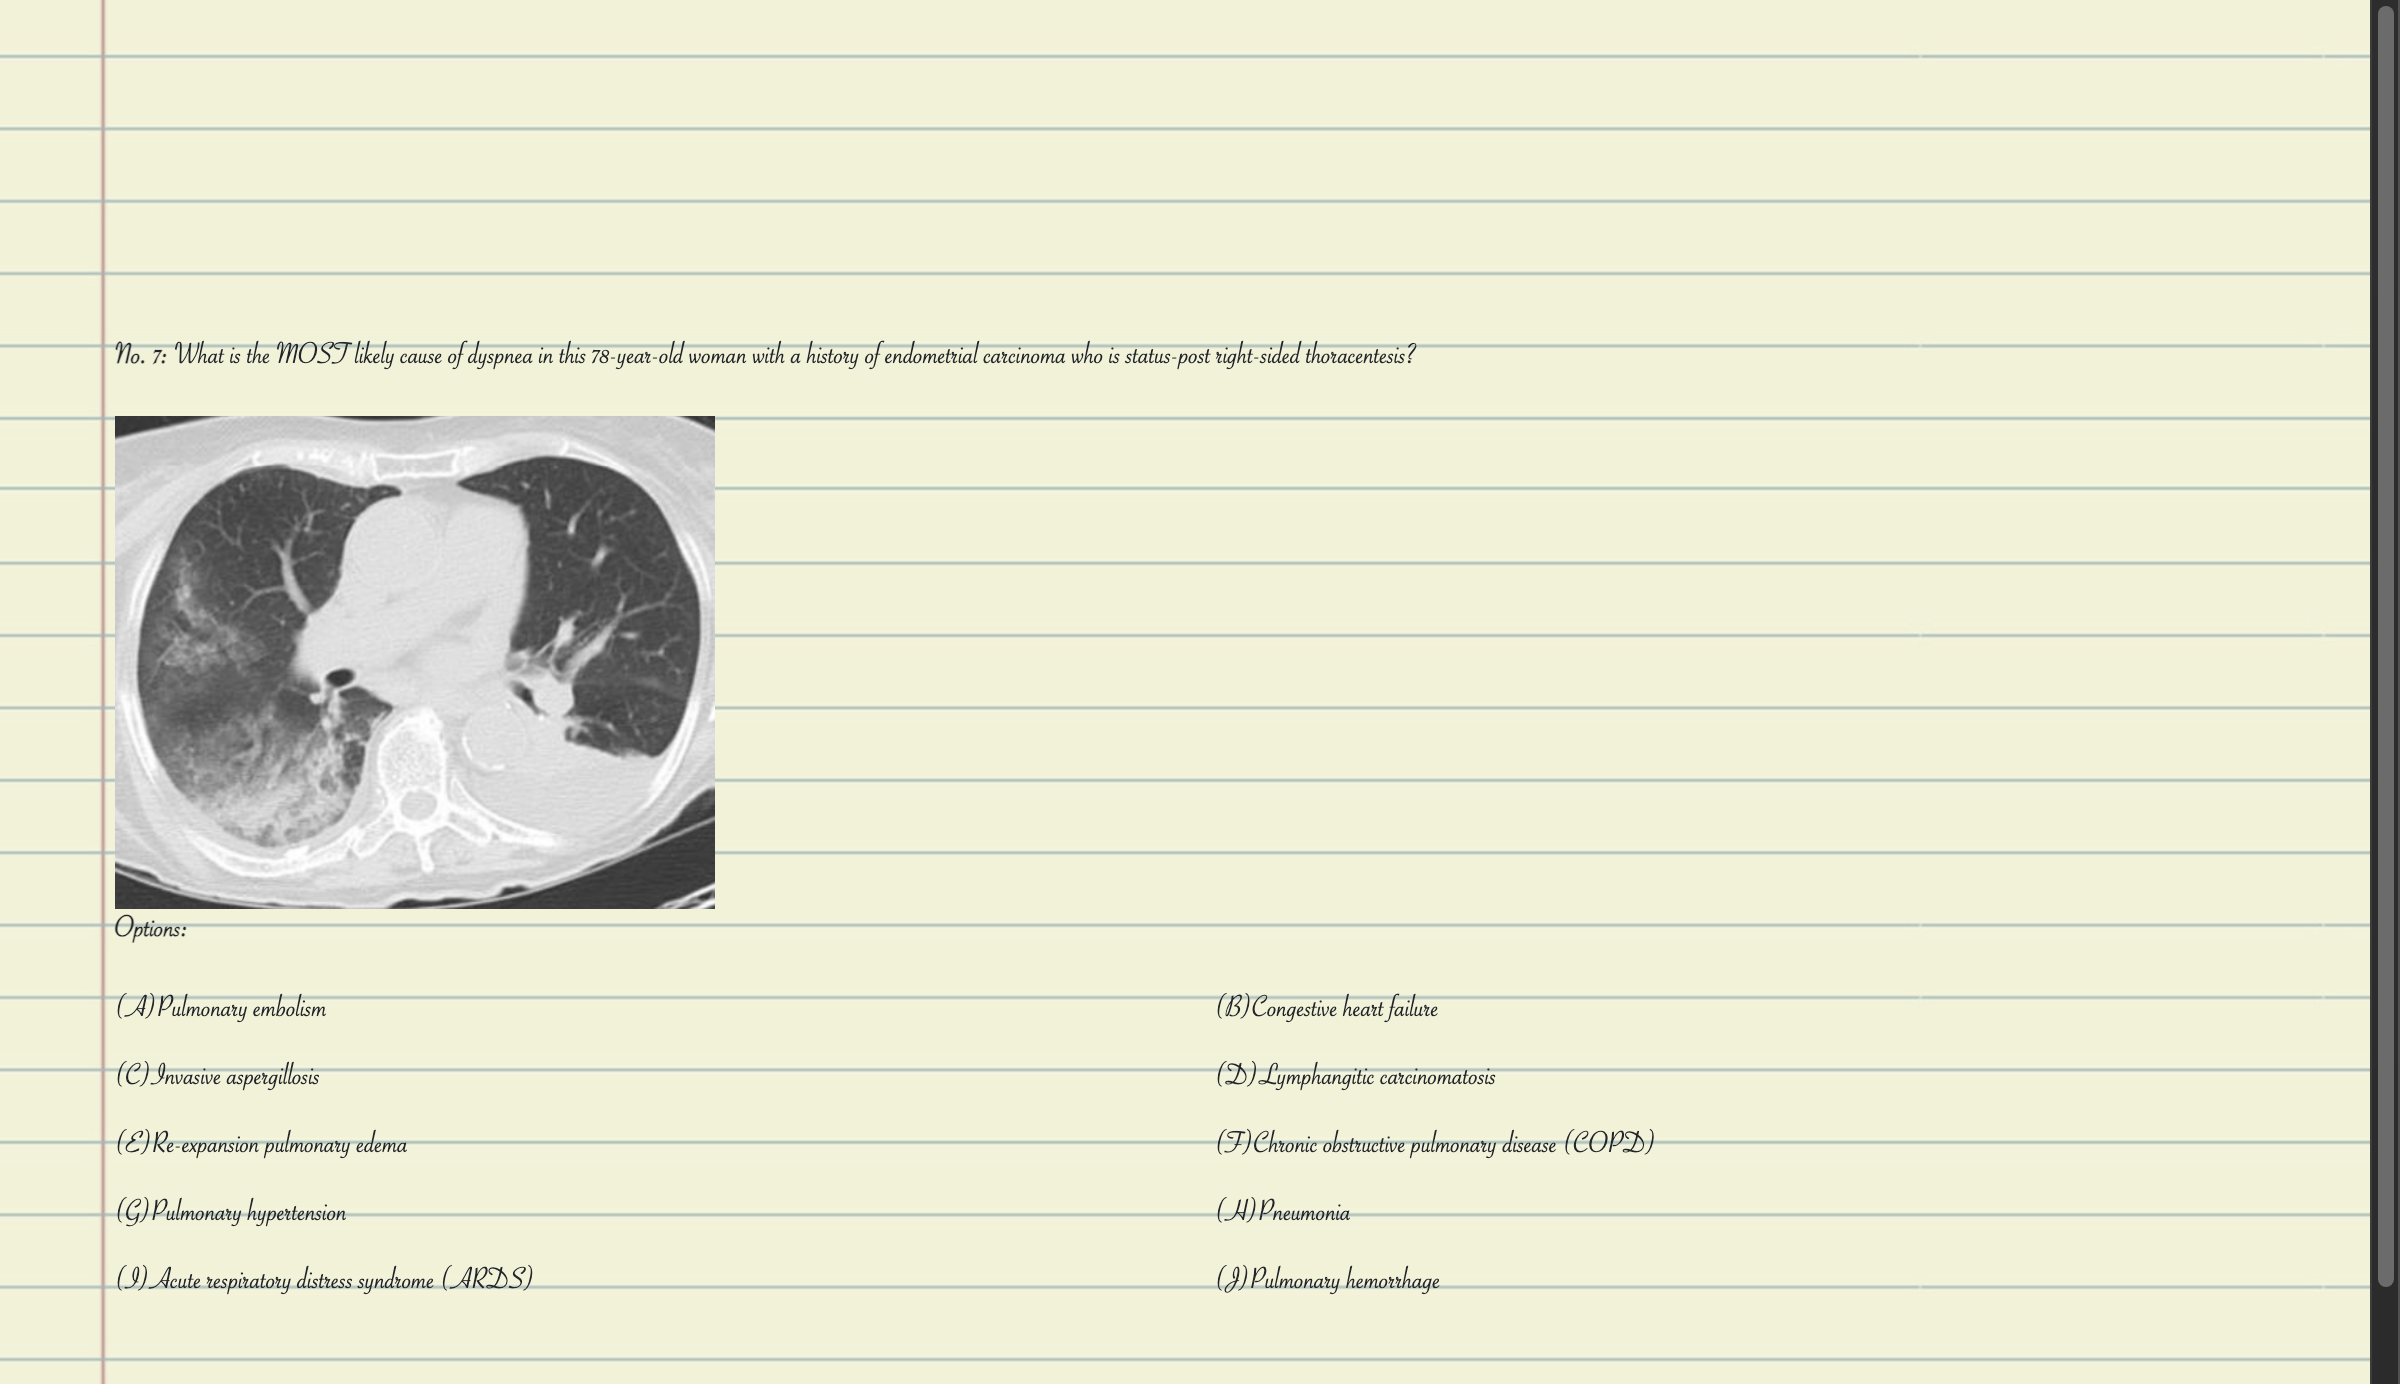 No. 7: What is the MOST likely cause of dyspnea in this 78-year-old woman with a history of endometrial carcinoma who is status-post right-sided thoracentesis?
Options:
(A)Pulmonary embolism
(B)Congestive heart failure
(C)Invasive aspergillosis
(D)Lymphangitic carcinomatosis
(E)Re-expansion pulmonary edema
(F)Chronic obstructive pulmonary disease (COPD)
(G)Pulmonary hypertension
(H)Pneumonia
(I)Acute respiratory distress syndrome (ARDS)
(J)Pulmonary hemorrhage